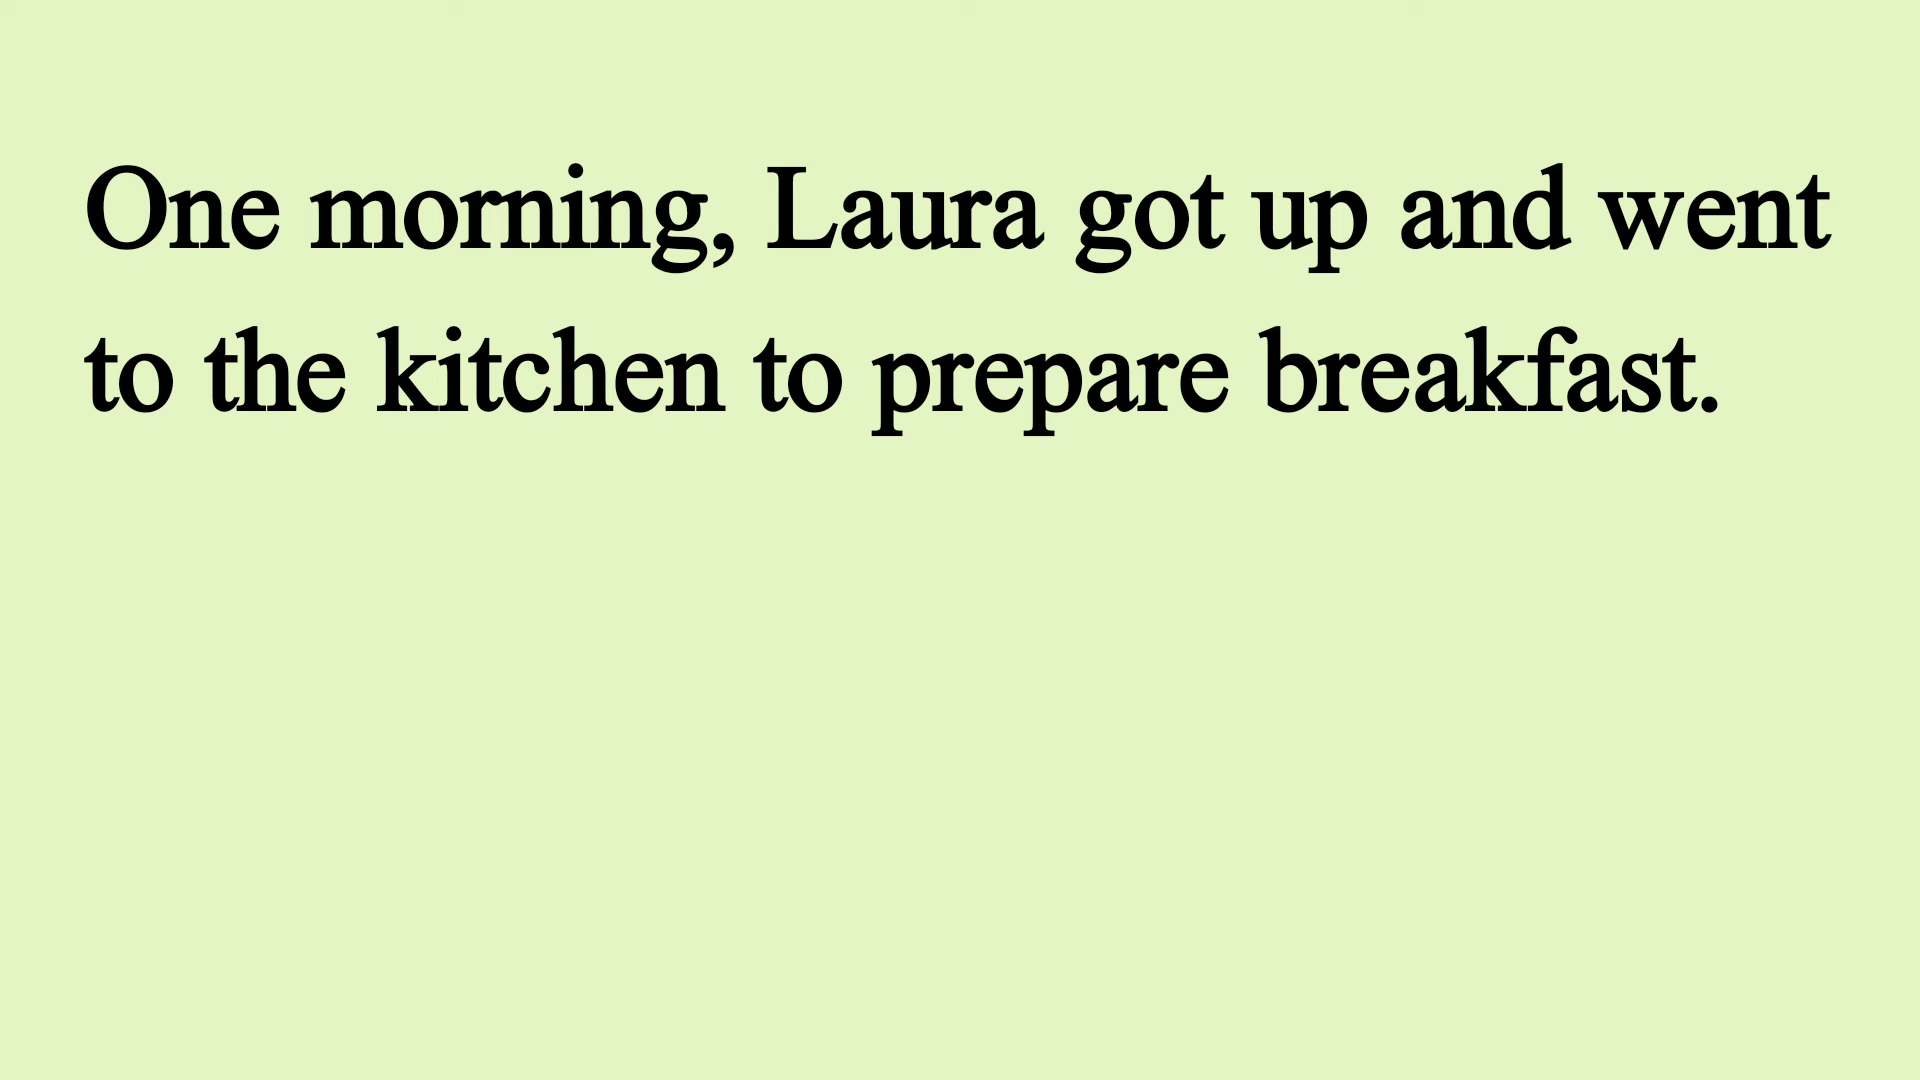 One morning, Laura got up and went
to the kitchen to prepare breakfast.